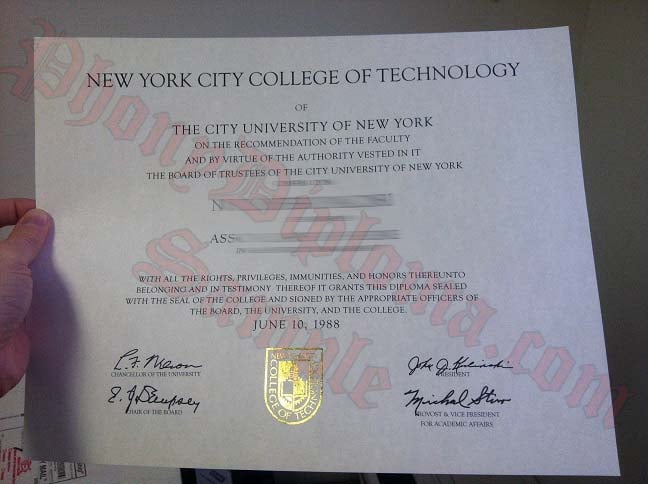 NEW YORK CITY COLLEGE OF TECHNOLOGY
OF
THE CITY UNIVERSITY OF NEW YORK
ON THE RECOMMENDATION OF THE FACULTY
AND BY VIRTUE OF THE AUTHORITY VESTED IN IT
THE BOARD OF TRUSTEES OF THE CITY UNIVERSITY OF NEW YORK
N
ASS
WITH ALL THE RIGHTS, PRIVILEGES, IMMUNITIES, AND HONORS THEREUNTO
BELONGING AND IN TESTIMONY THEREOF IT GRANTS THIS DIPLOMA SEALED
WITH THE SEAL OF THE COLLEGE AND SIGNED BY THE APPROPRIATE OFFICERS OF
THE BOARD, THE UNIVERSITY, AND THE COLLEGE.
JUNE 10, 1988
CHANCELLOR OF THE UNIVERSITY
PRESIDENT
E. J. Dempsey
CHAIR OF THE BOARD
PROVOST & VICE PRESIDENT
FOR ACADEMIC AFFAIRS
NEW
COLLEGE OF TECHNOLOGY
PhonyDiploma.com
Sample